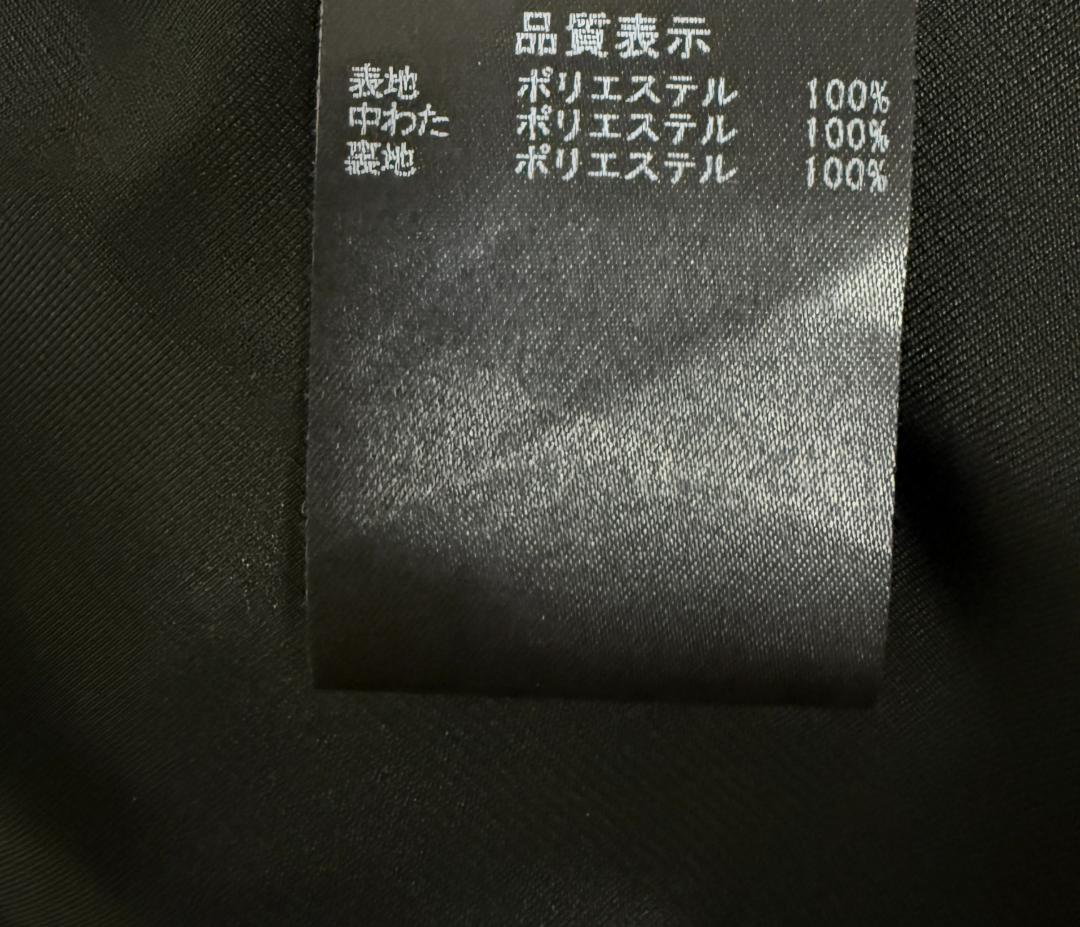 品質表示
表地 ポリエステル 100%
中わた ポリエステル 100%
裏地 ポリエステル 100%